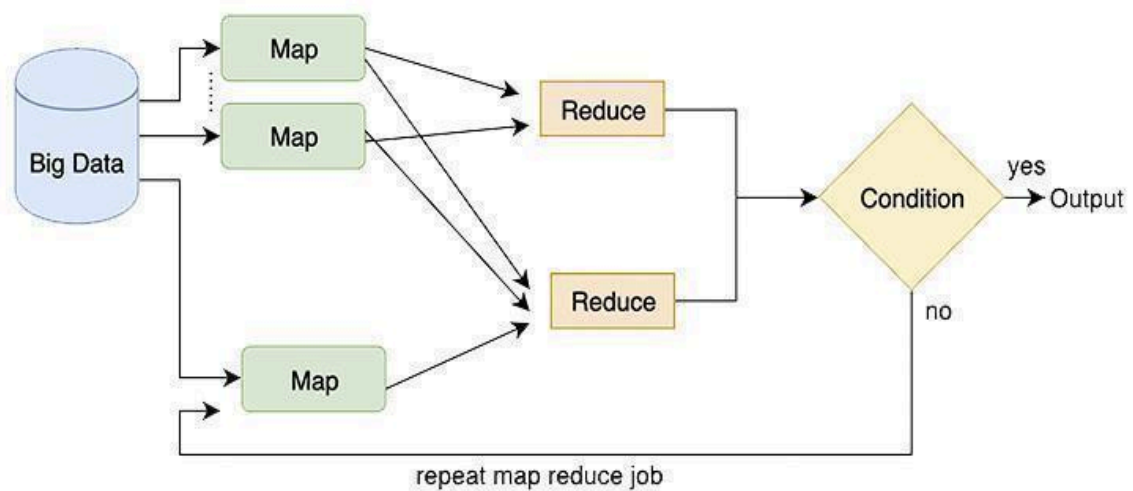 Map
Map
Big Data
Reduce
Condition
yes
Output
Reduce
no
Map
repeat map reduce job